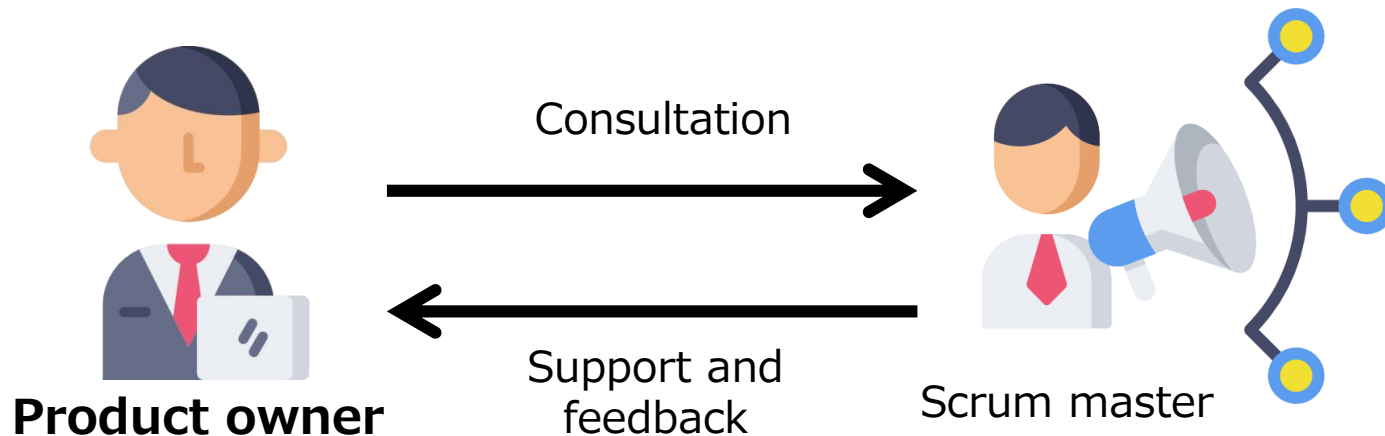 Consultation
Support and
feedback
Product owner
Scrum master